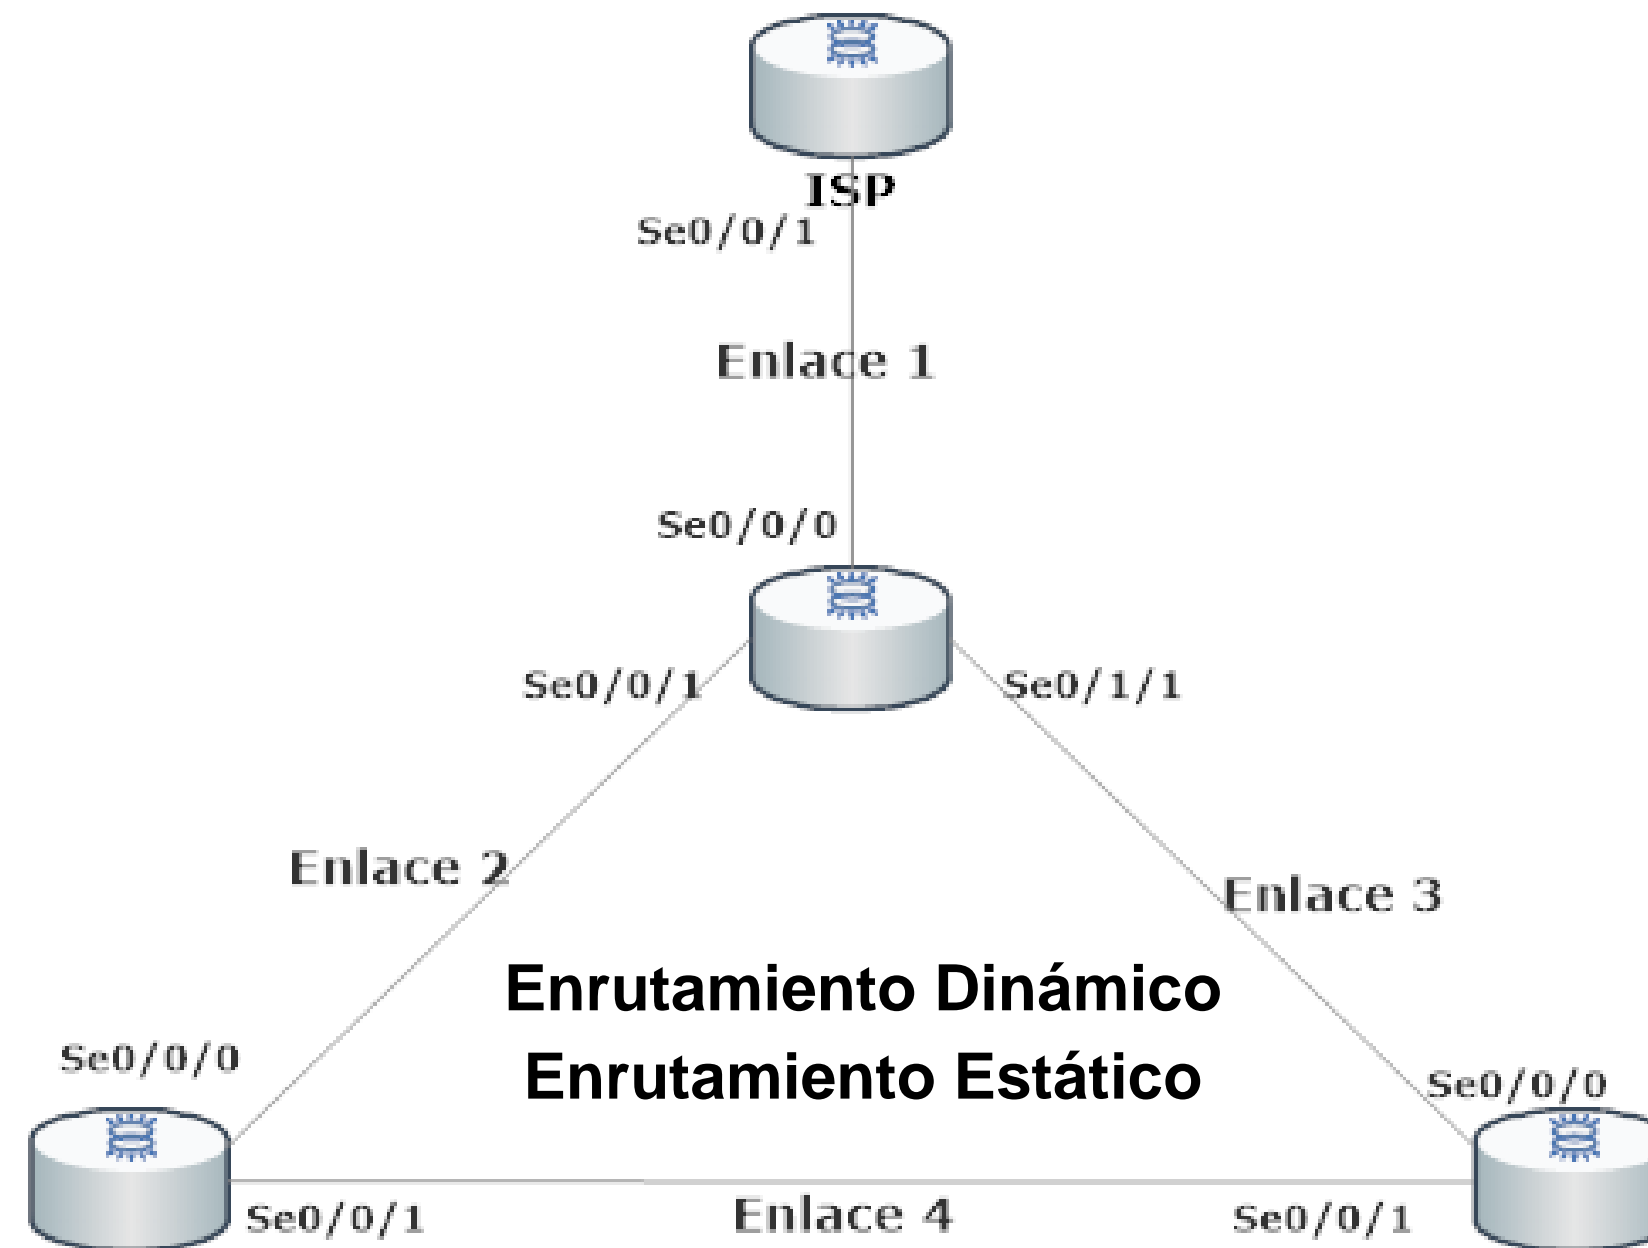 ISP
Se0/0/1
Enlace 1
Se0/0/0
Se0/0/1
Se0/1/1
Enlace 2
Enlace 3
Enrutamiento Dinámico
Enrutamiento Estático
Se0/0/0
Se0/0/0
Se0/0/1
Enlace 4
Se0/0/1